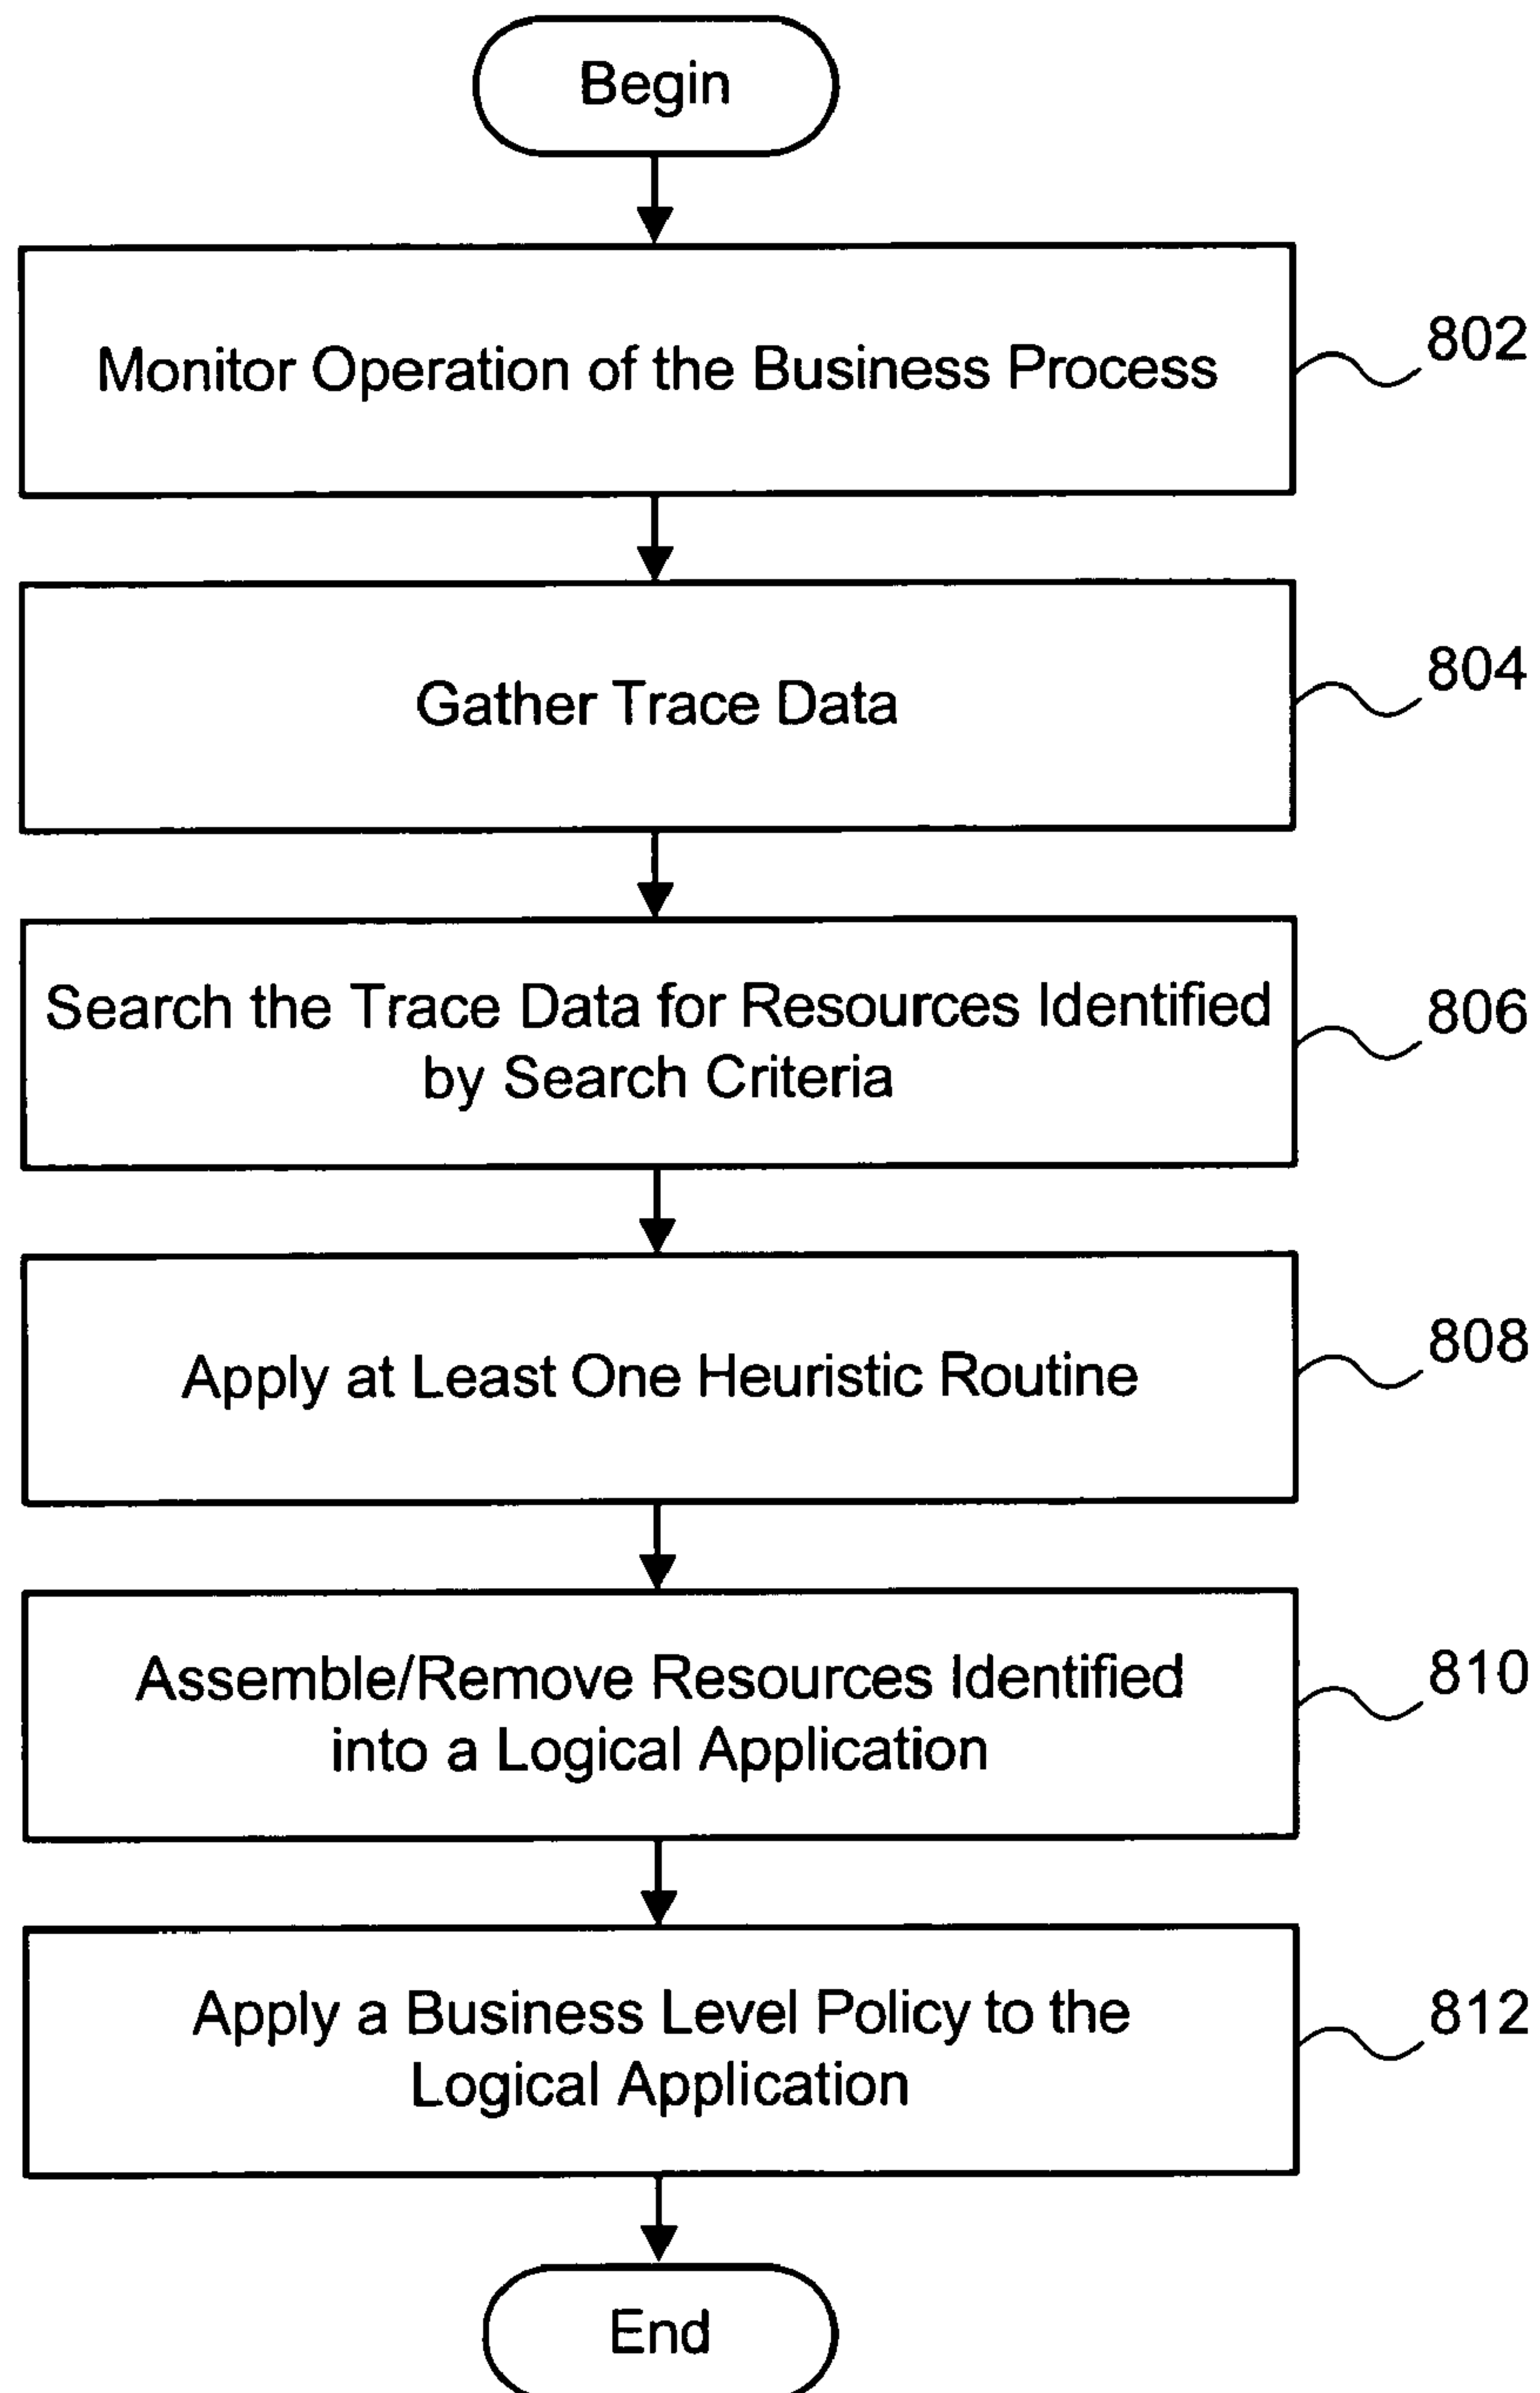 Begin
Monitor Operation of the Business Process
802
Gather Trace Data
804
Search the Trace Data for Resources Identified
by Search Criteria
806
Apply at Least One Heuristic Routine
808
Assemble/Remove Resources Identified
into a Logical Application
810
Apply a Business Level Policy to the
Logical Application
812
End